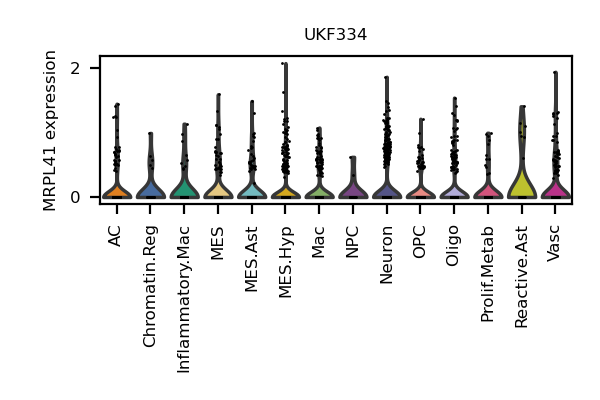 UKF334
MRPL41 expression
2
0
AC
Chromatin.Reg
Inflammatory.Mac
MES
MES.Ast
MES.Hyp
Mac
NPC
Neuron
OPC
Oligo
Prolif.Metab
Reactive.Ast
Vasc